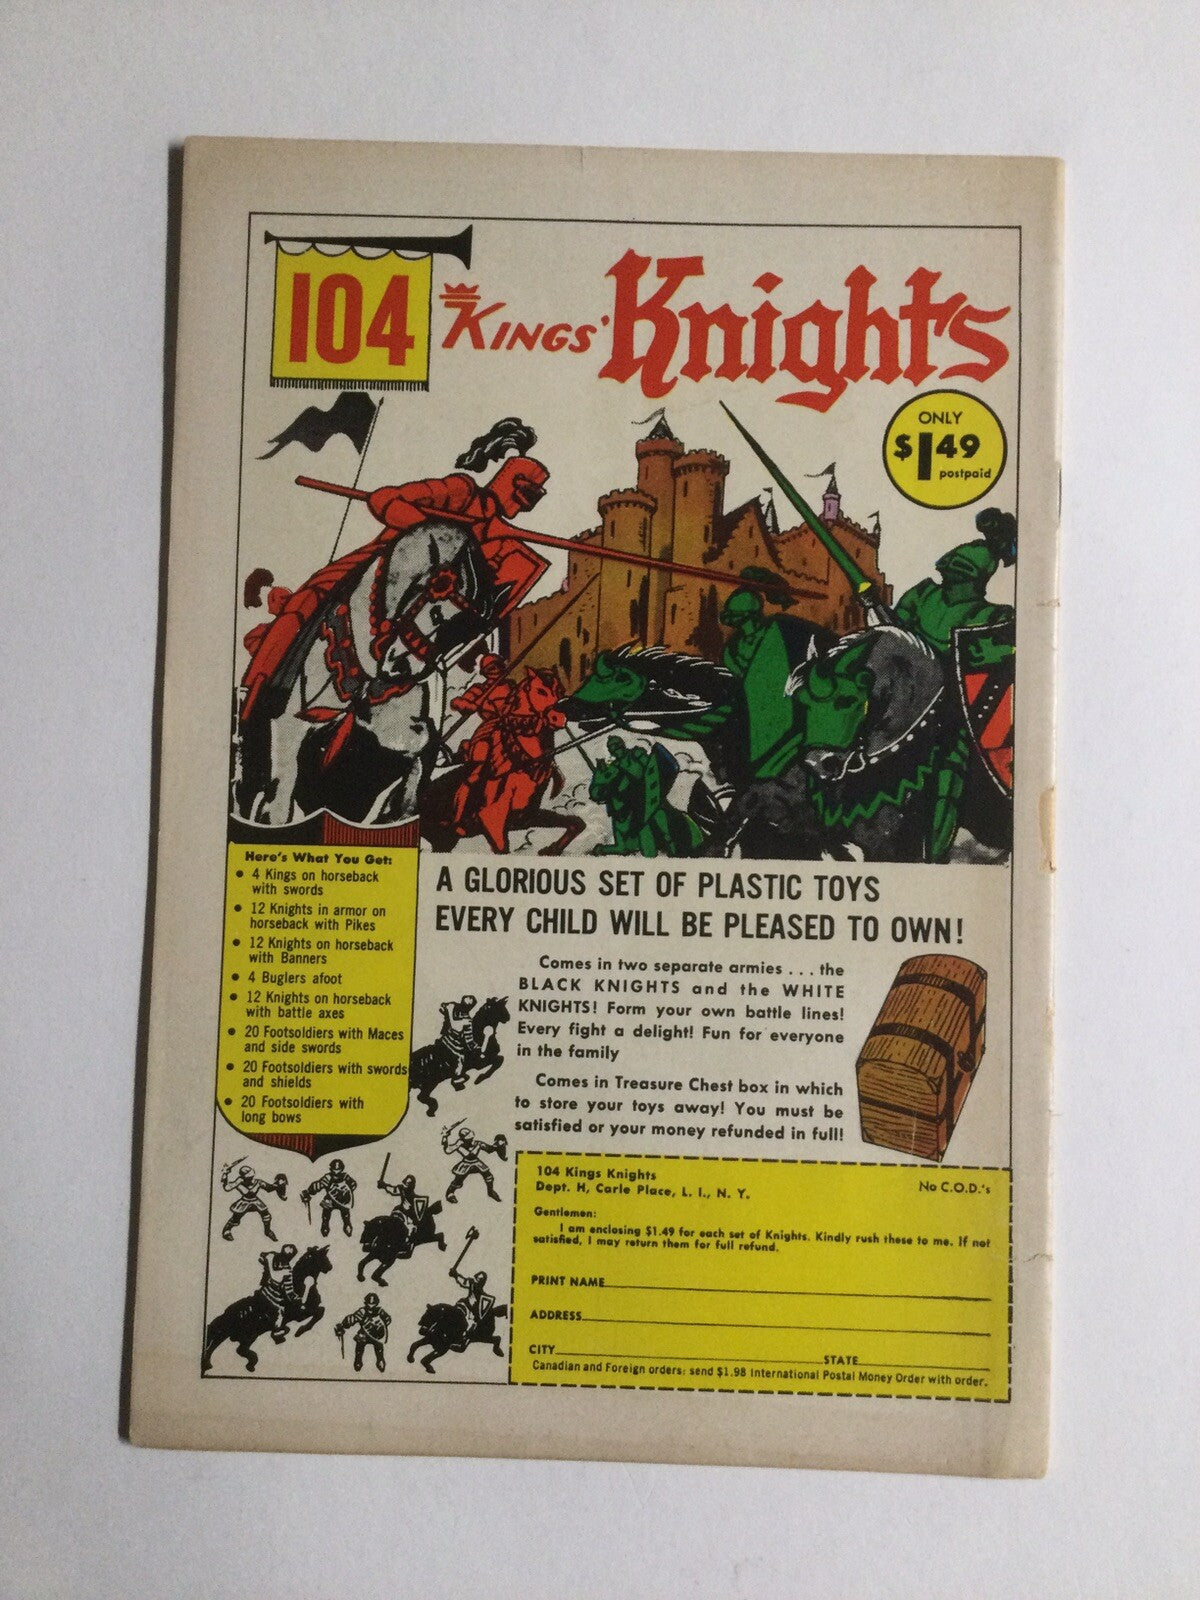 104
KINGS' Knights
ONLY
$1.49
postpaid
Here's What You Get:
• 4 Kings on horseback
with swords
• 12 Knights in armor on
horseback with Pikes
• 12 Knights on horseback
with Banners
• 4 Buglers afoot
• 12 Knights on horseback
with battle axes
• 20 Footsoldiers with Maces
and side swords
• 20 Footsoldiers with swords
and shields
• 20 Footsoldiers with
long bows
A GLORIOUS SET OF PLASTIC TOYS
EVERY CHILD WILL BE PLEASED TO OWN!
Comes in two separate armies . . . the
BLACK KNIGHTS and the WHITE
KNIGHTS! Form your own battle lines!
Every fight a delight! Fun for everyone
in the family
Comes in Treasure Chest box in which
to store your toys away! You must be
satisfied or your money refunded in full!
104 Kings Knights
Dept. H, Carle Place, L. I., N. Y.
No C.O.D.'s
Gentlemen:
I am enclosing $1.49 for each set of Knights. Kindly rush these to me. If not
satisfied, I may return them for full refund.
PRINT NAME
ADDRESS
CITY STATE
Canadian and Foreign orders: send $1.98 International Postal Money Order with order.